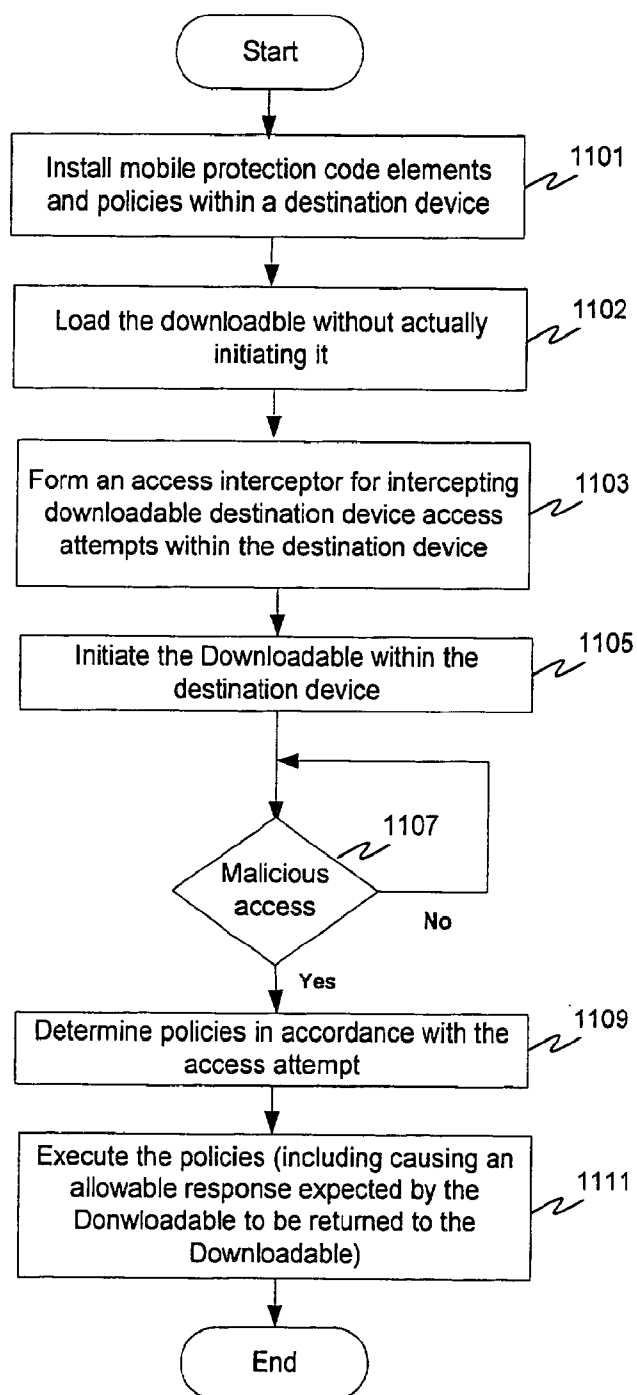 Start
Install mobile protection code elements
and policies within a destination device
1101
Load the downloadble without actually
initiating it
1102
Form an access interceptor for intercepting
downloadable destination device access
attempts within the destination device
1103
Initiate the Downloadable within the
destination device
1105
Malicious
access
1107
No
Yes
Determine policies in accordance with the
access attempt
1109
Execute the policies (including causing an
allowable response expected by the
Donwloadable to be returned to the
Downloadable)
1111
End